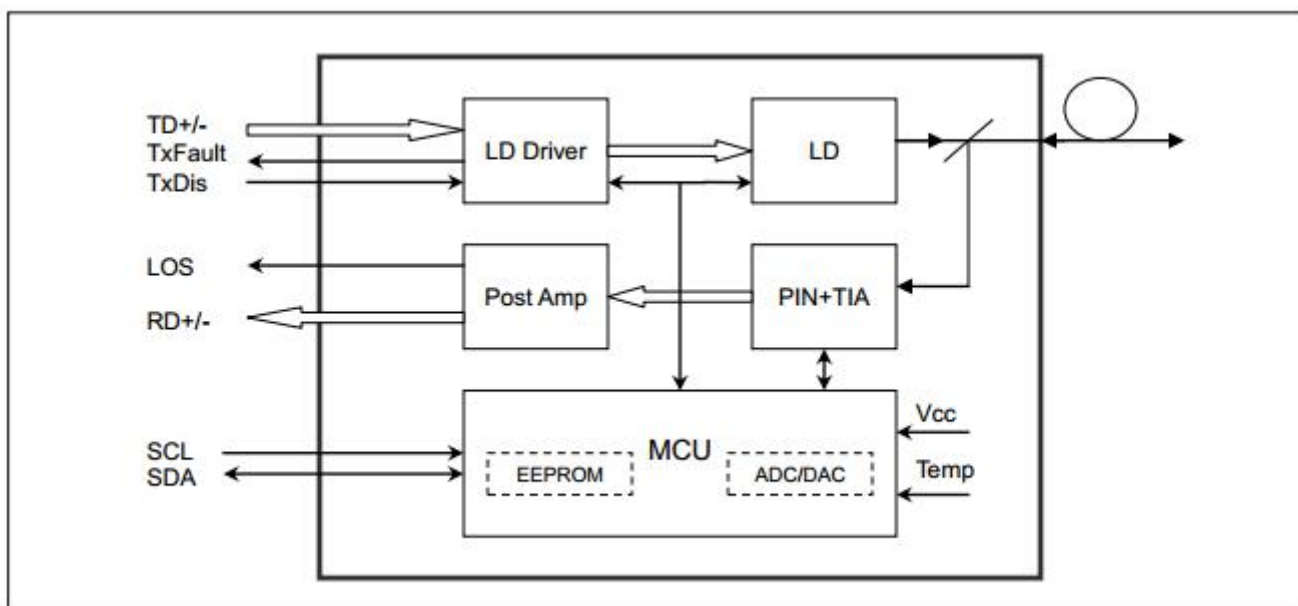 TD+/-
TxFault
TxDis
LD Driver
LD
LOS
RD+/-
Post Amp
PIN+TIA
SCL
SDA
MCU
EEPROM
ADC/DAC
Vcc
Temp